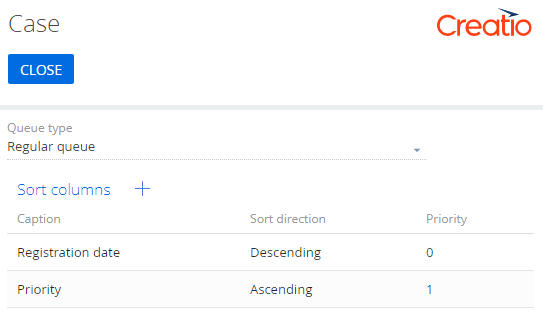 Case
Creatio
CLOSE
Queue type
Regular queue
Sort columns
Caption Sort direction Priority
Registration date Descending 0
Priority Ascending 1